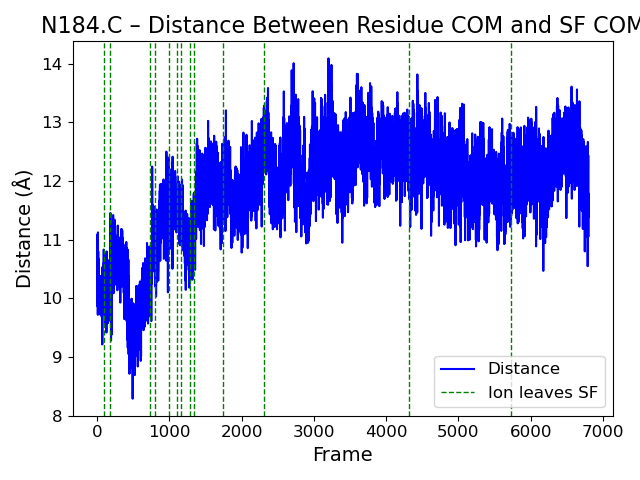 N184.C – Distance Between Residue COM and SF COM
Distance (Å)
14
13
12
11
10
9
8
0 1000 2000 3000 4000 5000 6000 7000
Frame
Distance
Ion leaves SF